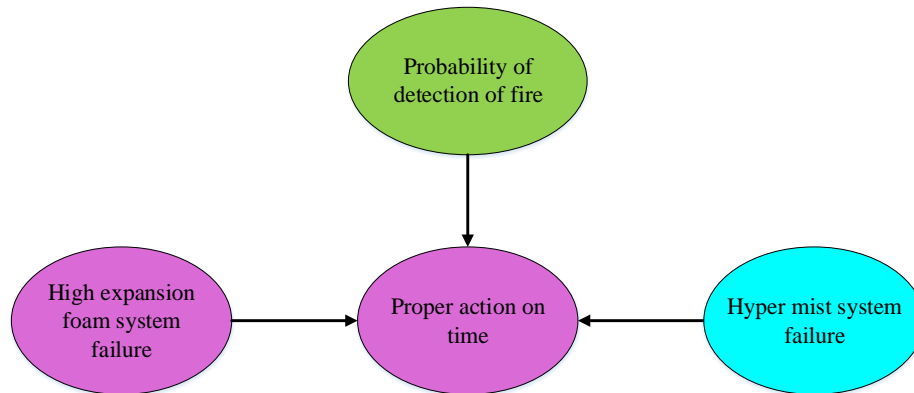 Probability of
detection of fire
High expansion
foam system
failure
Proper action on
time
Hyper mist system
failure